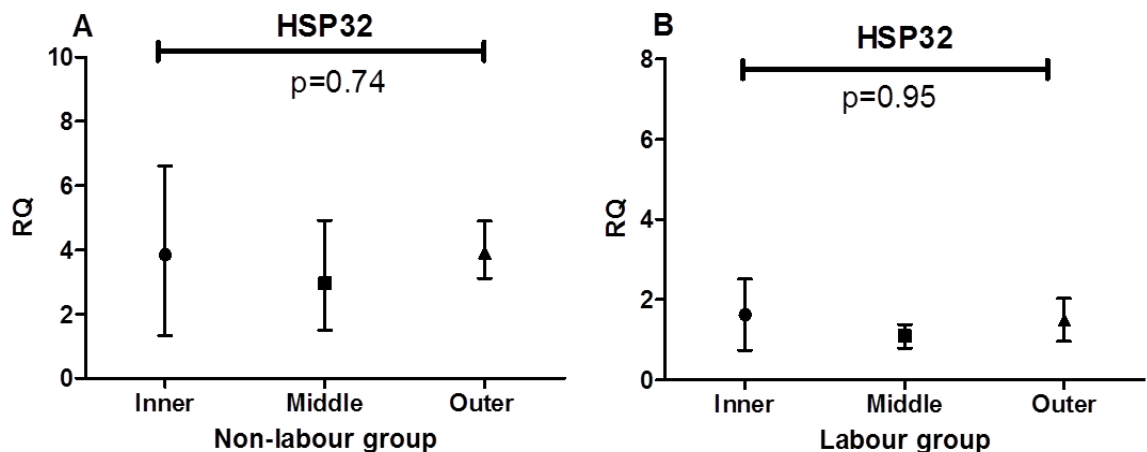 A
HSP32
p=0.74
10
8
6
4
2
0
RQ
Inner Middle Outer
Non-labour group
B
HSP32
p=0.95
8
6
4
2
0
RQ
Inner Middle Outer
Labour group